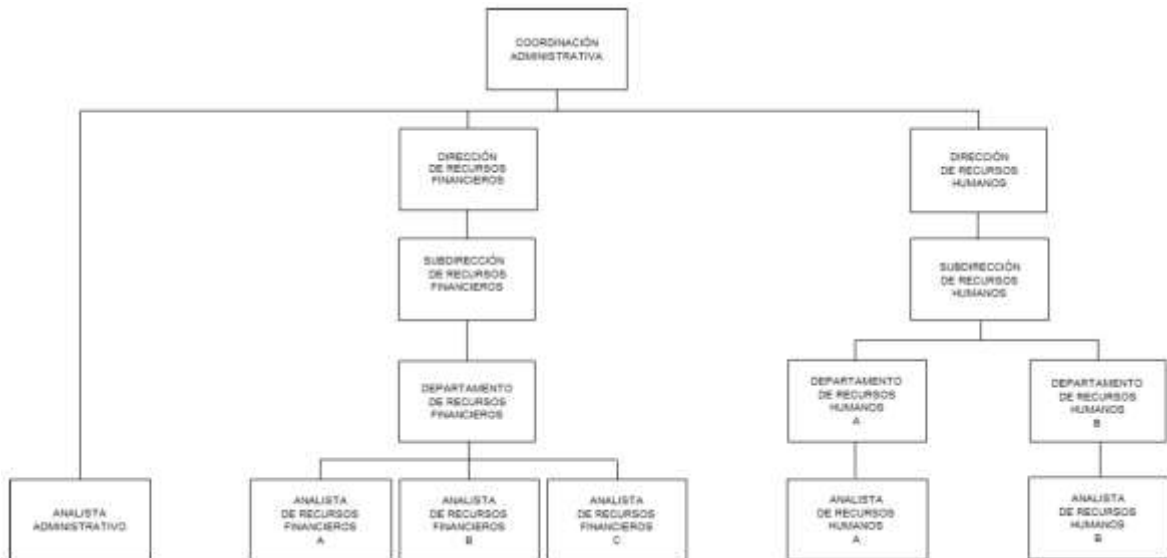 COORDINACIÓN
ADMINISTRATIVA
DIRECCIÓN
DE RECURSOS
FINANCIEROS
DIRECCIÓN
DE RECURSOS
HUMANOS
SUBDIRECCIÓN
DE RECURSOS
FINANCIEROS
SUBDIRECCIÓN
DE RECURSOS
HUMANOS
DEPARTAMENTO
DE RECURSOS
FINANCIEROS
DEPARTAMENTO
DE RECURSOS
HUMANOS
A
DEPARTAMENTO
DE RECURSOS
HUMANOS
B
ANALISTA
ADMINISTRATIVO
ANALISTA
DE RECURSOS
FINANCIEROS
A
ANALISTA
DE RECURSOS
FINANCIEROS
B
ANALISTA
DE RECURSOS
FINANCIEROS
C
ANALISTA
DE RECURSOS
HUMANOS
A
ANALISTA
DE RECURSOS
HUMANOS
B